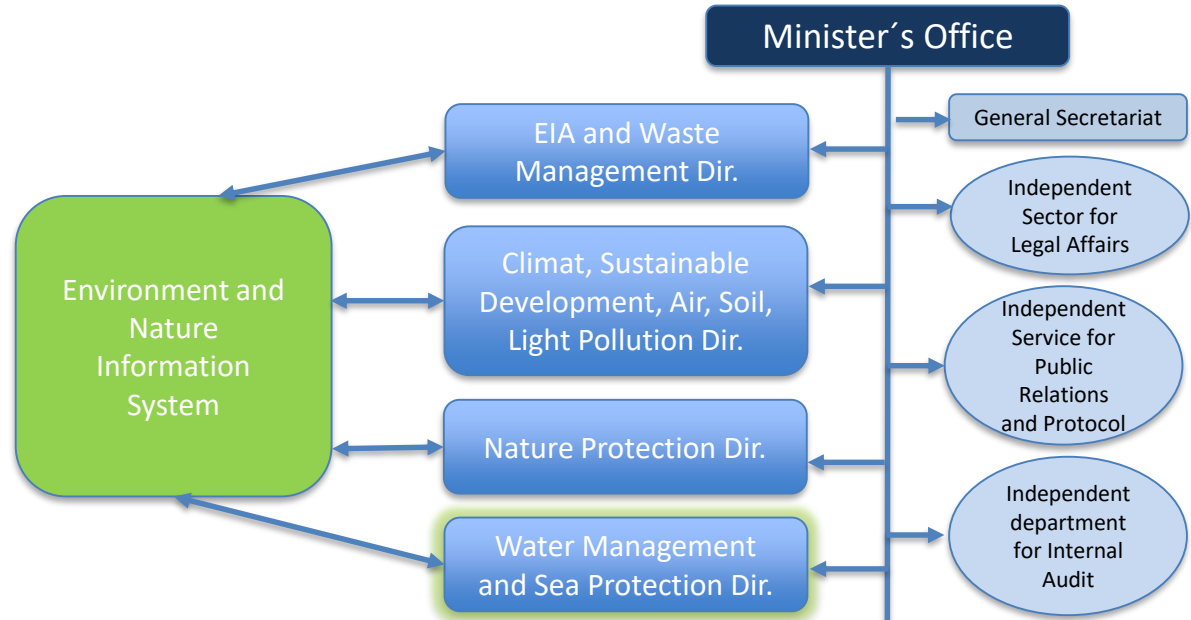 Minister´s Office
General Secretariat
EIA and Waste
Management Dir.
Independent
Sector for
Legal Affairs
Climat, Sustainable
Development, Air, Soil,
Light Pollution Dir.
Environment and
Nature
Information
System
Independent
Service for
Public
Relations
and Protocol
Nature Protection Dir.
Independent
department
for Internal
Audit
Water Management
and Sea Protection Dir.